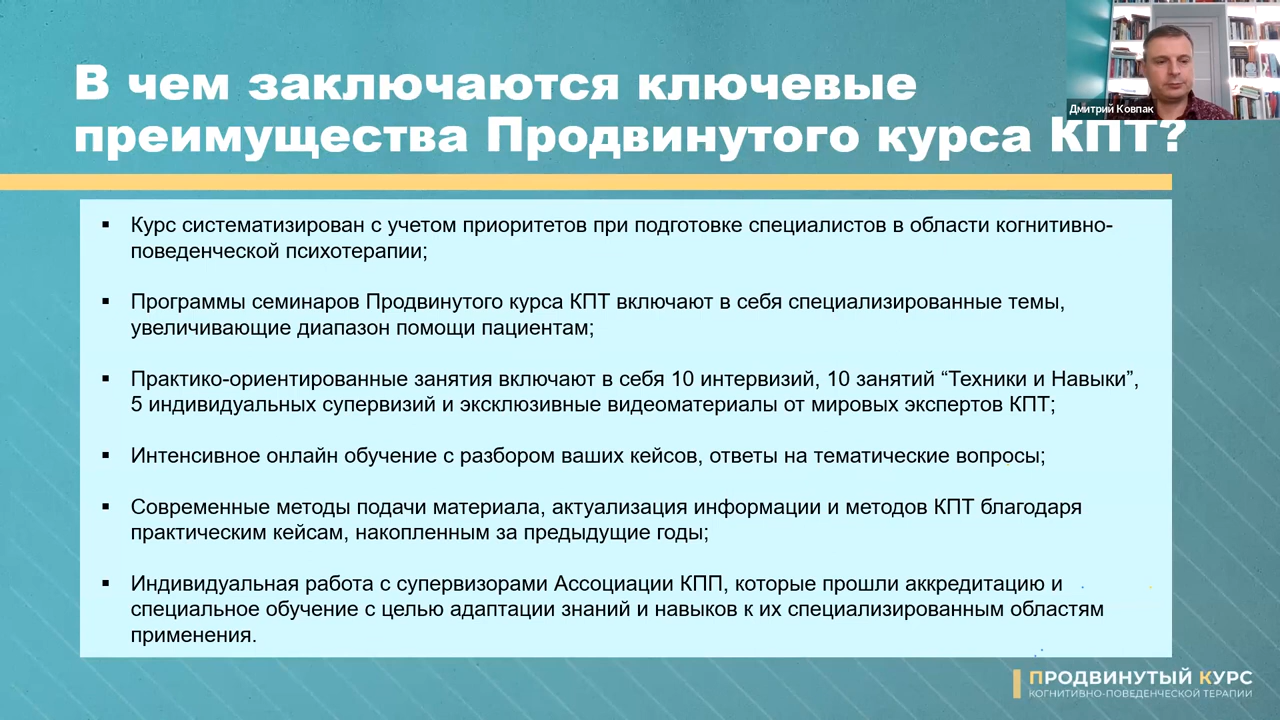 В чем заключаются ключевые
преимущества Продвинутого курса КПТ?
Дмитрий Ковпак
▪ Курс систематизирован с учетом приоритетов при подготовке специалистов в области когнитивно-
поведенческой психотерапии;
▪ Программы семинаров Продвинутого курса КПТ включают в себя специализированные темы,
увеличивающие диапазон помощи пациентам;
▪ Практико-ориентированные занятия включают в себя 10 интервизий, 10 занятий “Техники и Навыки”,
5 индивидуальных супервизий и эксклюзивные видеоматериалы от мировых экспертов КПТ;
▪ Интенсивное онлайн обучение с разбором ваших кейсов, ответы на тематические вопросы;
▪ Современные методы подачи материала, актуализация информации и методов КПТ благодаря
практическим кейсам, накопленным за предыдущие годы;
▪ Индивидуальная работа с супервизорами Ассоциации КПП, которые прошли аккредитацию и
специальное обучение с целью адаптации знаний и навыков к их специализированным областям
применения.
ПРОДВИНУТЫЙ КУРС
КОГНИТИВНО-ПОВЕДЕНЧЕСКОЙ ТЕРАПИИ